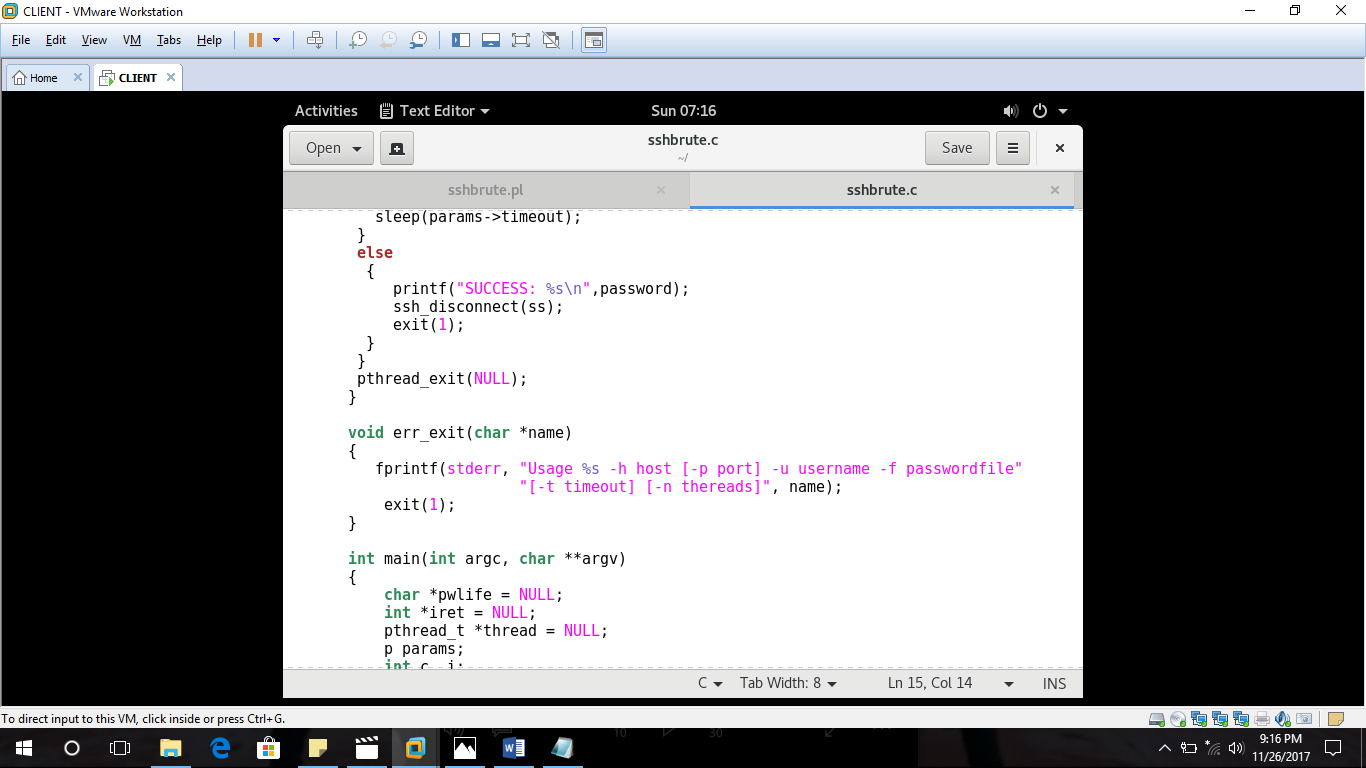 CLIENT - VMware Workstation
File Edit View VM Tabs Help
Home CLIENT
Activities Text Editor Sun 07:16
Open sshbrute.c Save
~/
sshbrute.pl sshbrute.c
sleep(params->timeout);
}
else
{
printf("SUCCESS: %s\n",password);
ssh_disconnect(ss);
exit(1);
}
}
pthread_exit(NULL);
}
void err_exit(char *name)
{
fprintf(stderr, "Usage %s -h host [-p port] -u username -f passwordfile"
"[-t timeout] [-n thereads]", name);
exit(1);
}
int main(int argc, char **argv)
{
char *pwlife = NULL;
int *iret = NULL;
pthread_t *thread = NULL;
p params;
int c, i;
C Tab Width: 8 Ln 15, Col 14 INS
To direct input to this VM, click inside or press Ctrl+G.
10 30
9:16 PM
11/26/2017